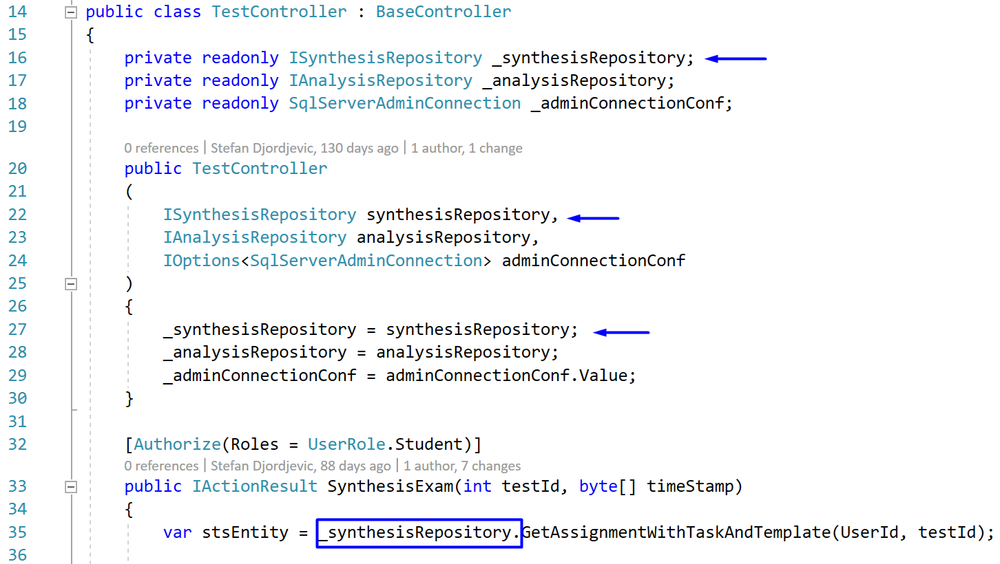 14 public class TestController : BaseController
15 {
16 private readonly ISynthesisRepository _synthesisRepository;
17 private readonly IAnalysisRepository _analysisRepository;
18 private readonly SqlServerAdminConnection _adminConnectionConf;
19
0 references | Stefan Djordjevic, 130 days ago | 1 author, 1 change
20 public TestController
21 (
22 ISynthesisRepository synthesisRepository,
23 IAnalysisRepository analysisRepository,
24 IOptions<SqlServerAdminConnection> adminConnectionConf
25 )
26 {
27 _synthesisRepository = synthesisRepository;
28 _analysisRepository = analysisRepository;
29 _adminConnectionConf = adminConnectionConf.Value;
30 }
31
32 [Authorize(Roles = UserRole.Student)]
0 references | Stefan Djordjevic, 88 days ago | 1 author, 7 changes
33 public IActionResult SynthesisExam(int testId, byte[] timeStamp)
34 {
35 var stsEntity = _synthesisRepository.GetAssignmentWithTaskAndTemplate(UserId, testId);
36